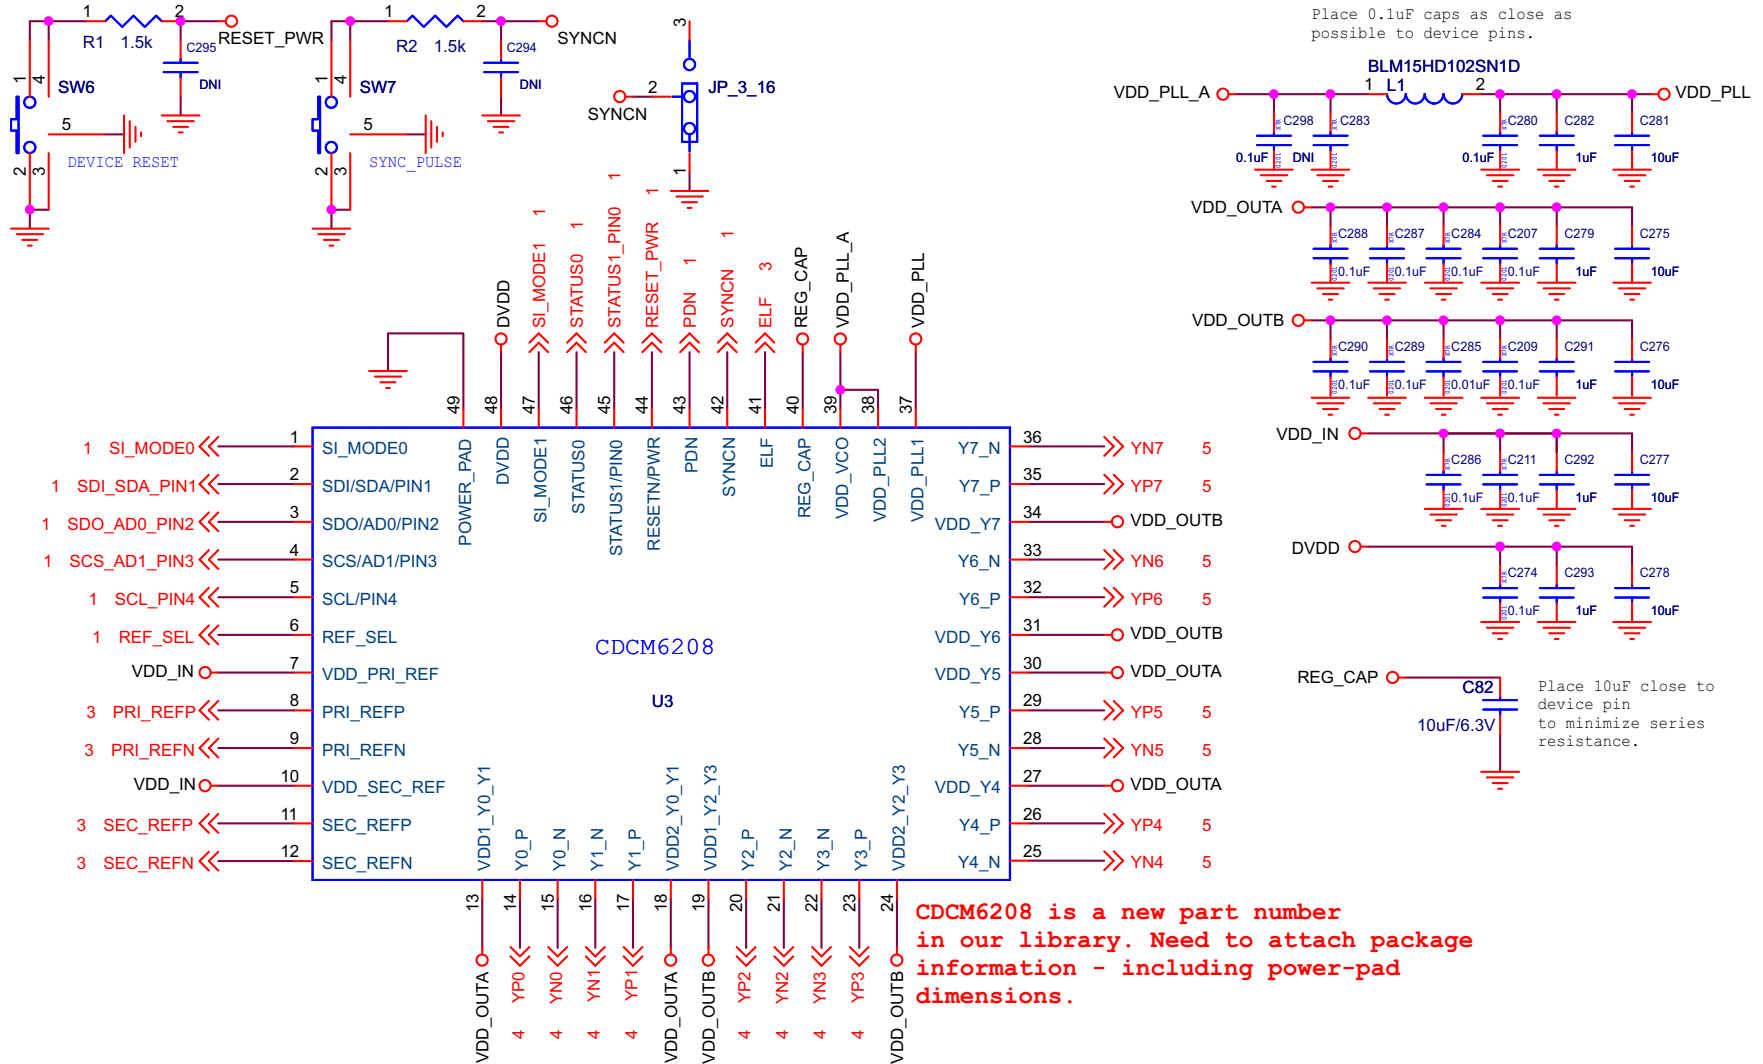 1 2
R1 1.5k
RESET_PWR
C295
DNI
1
4
SW6
5
DEVICE RESET
2
3
1 2
R2 1.5k
SYNCN
C294
DNI
1
4
SW7
5
SYNC_PULSE
2
3
3
JP_3_16
2
SYNCN
1
Place 0.1uF caps as close as
possible to device pins.
BLM15HD102SN1D
VDD_PLL_A
1 L1 2
VDD_PLL
C298 C283 C280 C282 C281
0.1uF DNI 0.1uF 1uF 10uF
VDD_OUTA
C288 C287 C284 C207 C279 C275
0.1uF 0.1uF 0.1uF 0.1uF 1uF 10uF
VDD_OUTB
C290 C289 C285 C209 C291 C276
0.1uF 0.1uF 0.01uF 0.1uF 1uF 10uF
VDD_IN
C286 C211 C292 C277
0.1uF 0.1uF 1uF 10uF
DVDD
C274 C293 C278
0.1uF 1uF 10uF
REG_CAP
C82
10uF/6.3V
Place 10uF close to
device pin
to minimize series
resistance.
DVDD
SI_MODE1 1
STATUS0 1
STATUS1_PIN0 1
RESET_PWR 1
PDN 1
SYNCN 1
ELF 3
REG_CAP
VDD_PLL_A
VDD_PLL
49 48 47 46 45 44 43 42 41 40 39 38 37
POWER_PAD
DVDD
SI_MODE1
STATUS0
STATUS1/PIN0
RESETN/PWR
PDN
SYNCN
ELF
REG_CAP
VDD_VCO
VDD_PLL2
VDD_PLL1
1 SI_MODE0 1 SI_MODE0
1 SDI_SDA_PIN1 2 SDI/SDA/PIN1
1 SDO_AD0_PIN2 3 SDO/AD0/PIN2
1 SCS_AD1_PIN3 4 SCS/AD1/PIN3
1 SCL_PIN4 5 SCL/PIN4
1 REF_SEL 6 REF_SEL
VDD_IN 7 VDD_PRI_REF
3 PRI_REFP 8 PRI_REFP
3 PRI_REFN 9 PRI_REFN
VDD_IN 10 VDD_SEC_REF
3 SEC_REFP 11 SEC_REFP
3 SEC_REFN 12 SEC_REFN
CDCM6208
U3
Y7_N 36 YN7 5
Y7_P 35 YP7 5
VDD_Y7 34 VDD_OUTB
Y6_N 33 YN6 5
Y6_P 32 YP6 5
VDD_Y6 31 VDD_OUTB
VDD_Y5 30 VDD_OUTA
Y5_P 29 YP5 5
Y5_N 28 YN5 5
VDD_Y4 27 VDD_OUTA
Y4_P 26 YP4 5
Y4_N 25 YN4 5
VDD1_Y0_Y1
Y0_P
Y0_N
Y1_N
Y1_P
VDD2_Y0_Y1
VDD1_Y2_Y3
Y2_P
Y2_N
Y3_N
Y3_P
VDD2_Y2_Y3
13 14 15 16 17 18 19 20 21 22 23 24
VDD_OUTA
4 YP0
4 YN0
4 YN1
4 YP1
VDD_OUTA
VDD_OUTB
4 YP2
4 YN2
4 YN3
4 YP3
VDD_OUTB
CDCM6208 is a new part number
in our library. Need to attach package
information - including power-pad
dimensions.